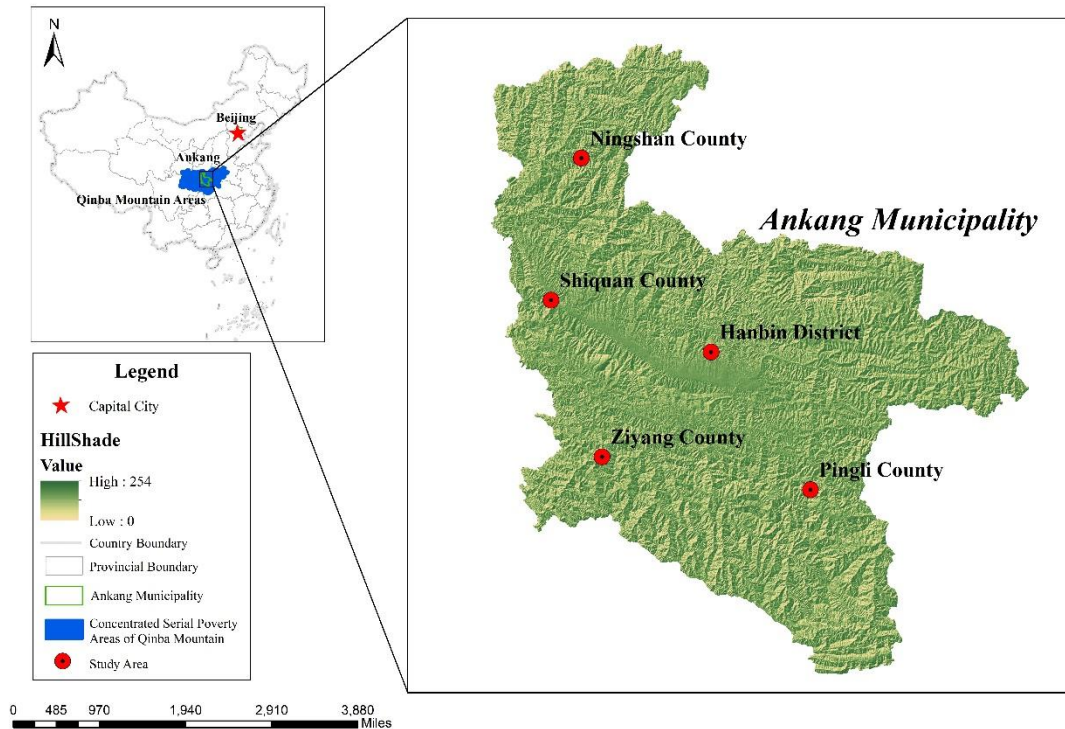 N
Beijing
Ankang
Qinba Mountain Areas
Legend
Capital City
HillShade
Value
High : 254
Low : 0
Country Boundary
Provincial Boundary
Ankang Municipality
Concentrated Serial Poverty
Areas of Qinba Mountain
Study Area
0 485 970 1,940 2,910 3,880
Miles
Ningshan County
Ankang Municipality
Shiquan County
Hanbin District
Ziyang County
Pingli County